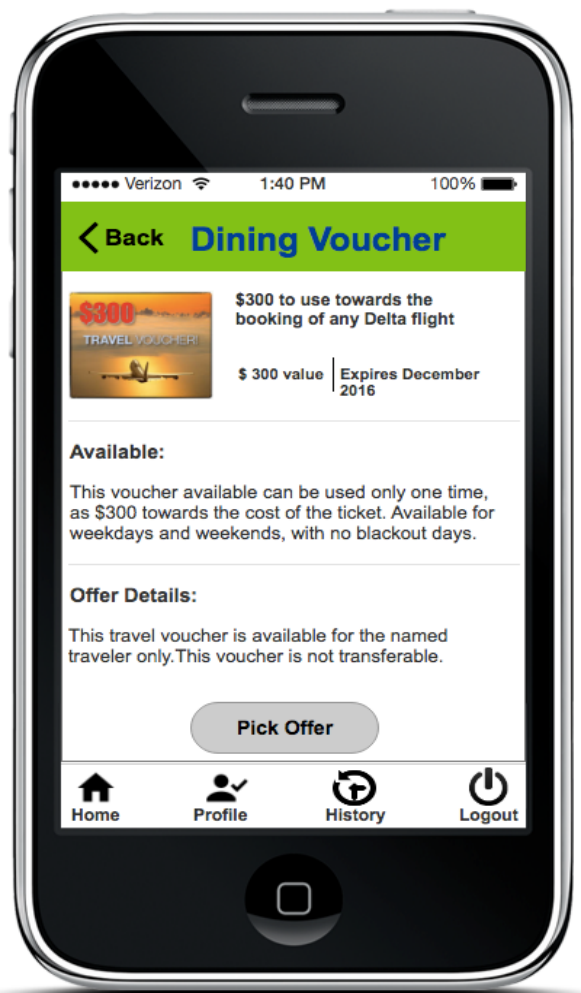 ●●●●● Verizon 1:40 PM 100%
Back Dining Voucher
$300
TRAVEL VOUCHER!
$300 to use towards the
booking of any Delta flight
$ 300 value Expires December
2016
Available:
This voucher available can be used only one time,
as $300 towards the cost of the ticket. Available for
weekdays and weekends, with no blackout days.
Offer Details:
This travel voucher is available for the named
traveler only.This voucher is not transferable.
Pick Offer
Home Profile History Logout